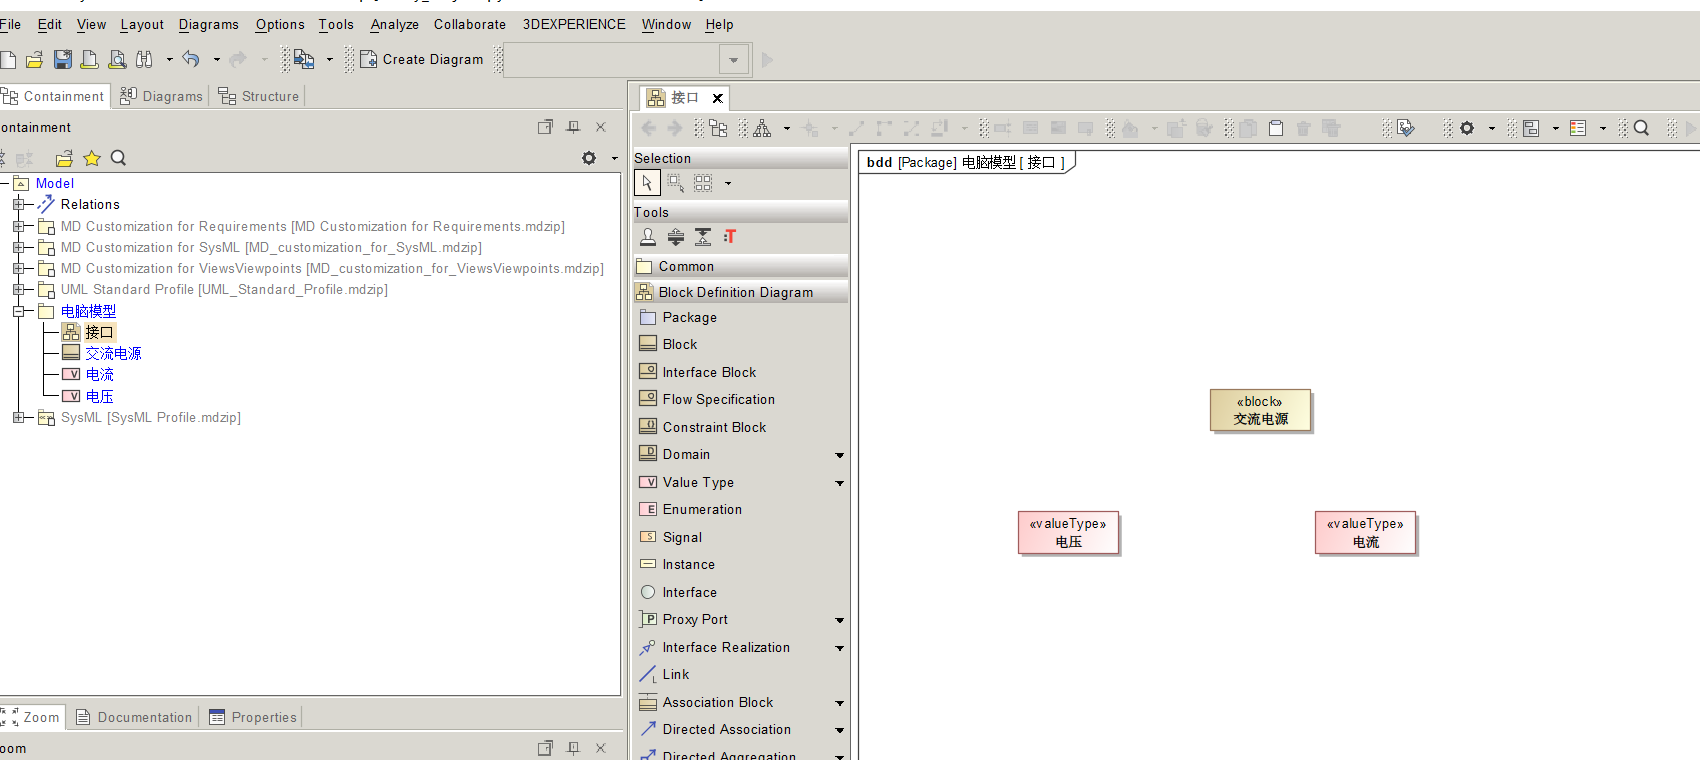 File Edit View Layout Diagrams Options Tools Analyze Collaborate 3DEXPERIENCE Window Help
Create Diagram
Containment Diagrams Structure
接口
ontainment
Selection
bdd [Package] 电脑模型 [ 接口 ]
Model
Relations
MD Customization for Requirements [MD Customization for Requirements.mdzip]
MD Customization for SysML [MD_customization_for_SysML.mdzip]
MD Customization for ViewsViewpoints [MD_customization_for_ViewsViewpoints.mdzip]
UML Standard Profile [UML_Standard_Profile.mdzip]
电脑模型
接口
交流电源
电流
电压
SysML [SysML Profile.mdzip]
Tools
Common
Block Definition Diagram
Package
Block
Interface Block
Flow Specification
Constraint Block
Domain
Value Type
Enumeration
Signal
Instance
Interface
Proxy Port
Interface Realization
Link
Association Block
Directed Association
Directed Aggregation
«block»
交流电源
«valueType»
电压
«valueType»
电流
Zoom Documentation Properties
oom